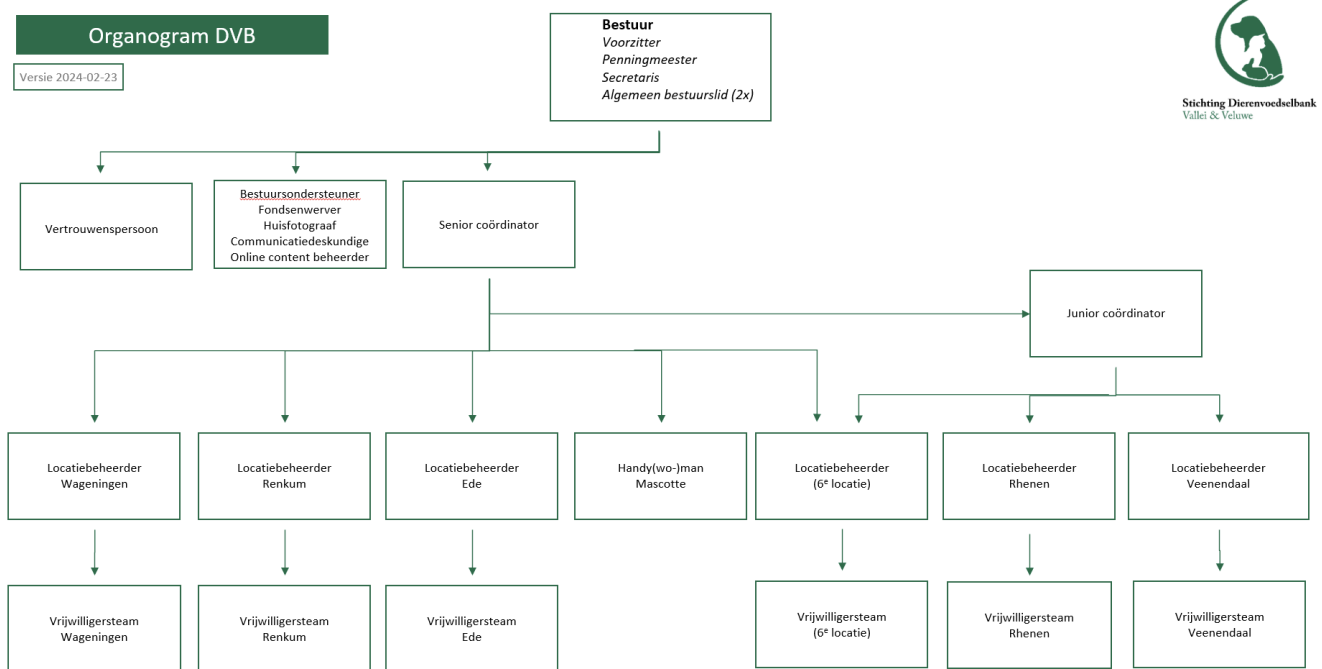 Organogram DVB
Versie 2024-02-23
Bestuur
Voorzitter
Penningmeester
Secretaris
Algemeen bestuurslid (2x)
Stichting Dierenvoedselbank
Vallei & Veluwe
Vertrouwenspersoon
Bestuursondersteuner
Fondsenwerver
Huisfotograaf
Communicatiedeskundige
Online content beheerder
Senior coördinator
Junior coördinator
Locatiebeheerder
Wageningen
Locatiebeheerder
Renkum
Locatiebeheerder
Ede
Handy(wo-)man
Mascotte
Locatiebeheerder
(6ᵉ locatie)
Locatiebeheerder
Rhenen
Locatiebeheerder
Veenendaal
Vrijwilligersteam
Wageningen
Vrijwilligersteam
Renkum
Vrijwilligersteam
Ede
Vrijwilligersteam
(6ᵉ locatie)
Vrijwilligersteam
Rhenen
Vrijwilligersteam
Veenendaal